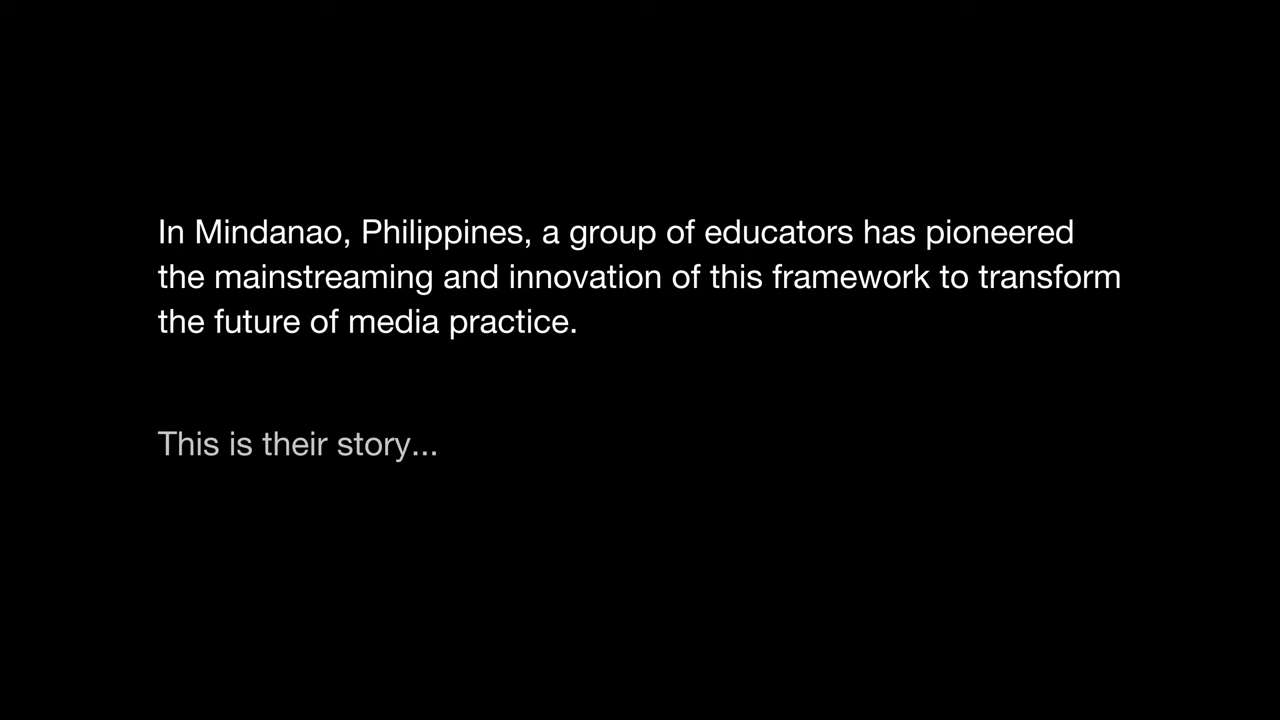 In Mindanao, Philippines, a group of educators has pioneered
the mainstreaming and innovation of this framework to transform
the future of media practice.
This is their story...